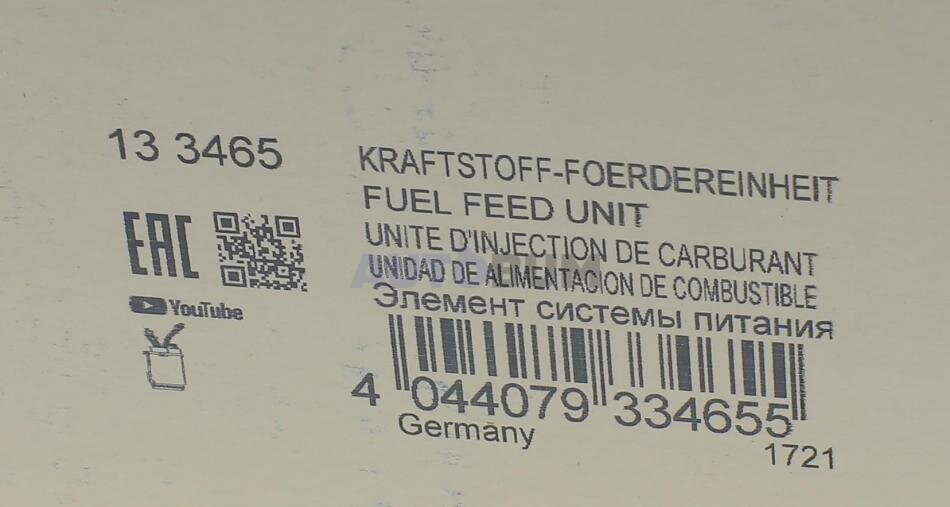 13 3465
KRAFTSTOFF-FOERDEREINHEIT
FUEL FEED UNIT
UNITE D'INJECTION DE CARBURANT
UNIDAD DE ALIMENTACION DE COMBUSTIBLE
Элемент системы питания
EAC
YouTube
4 044079 334655
Germany
1721